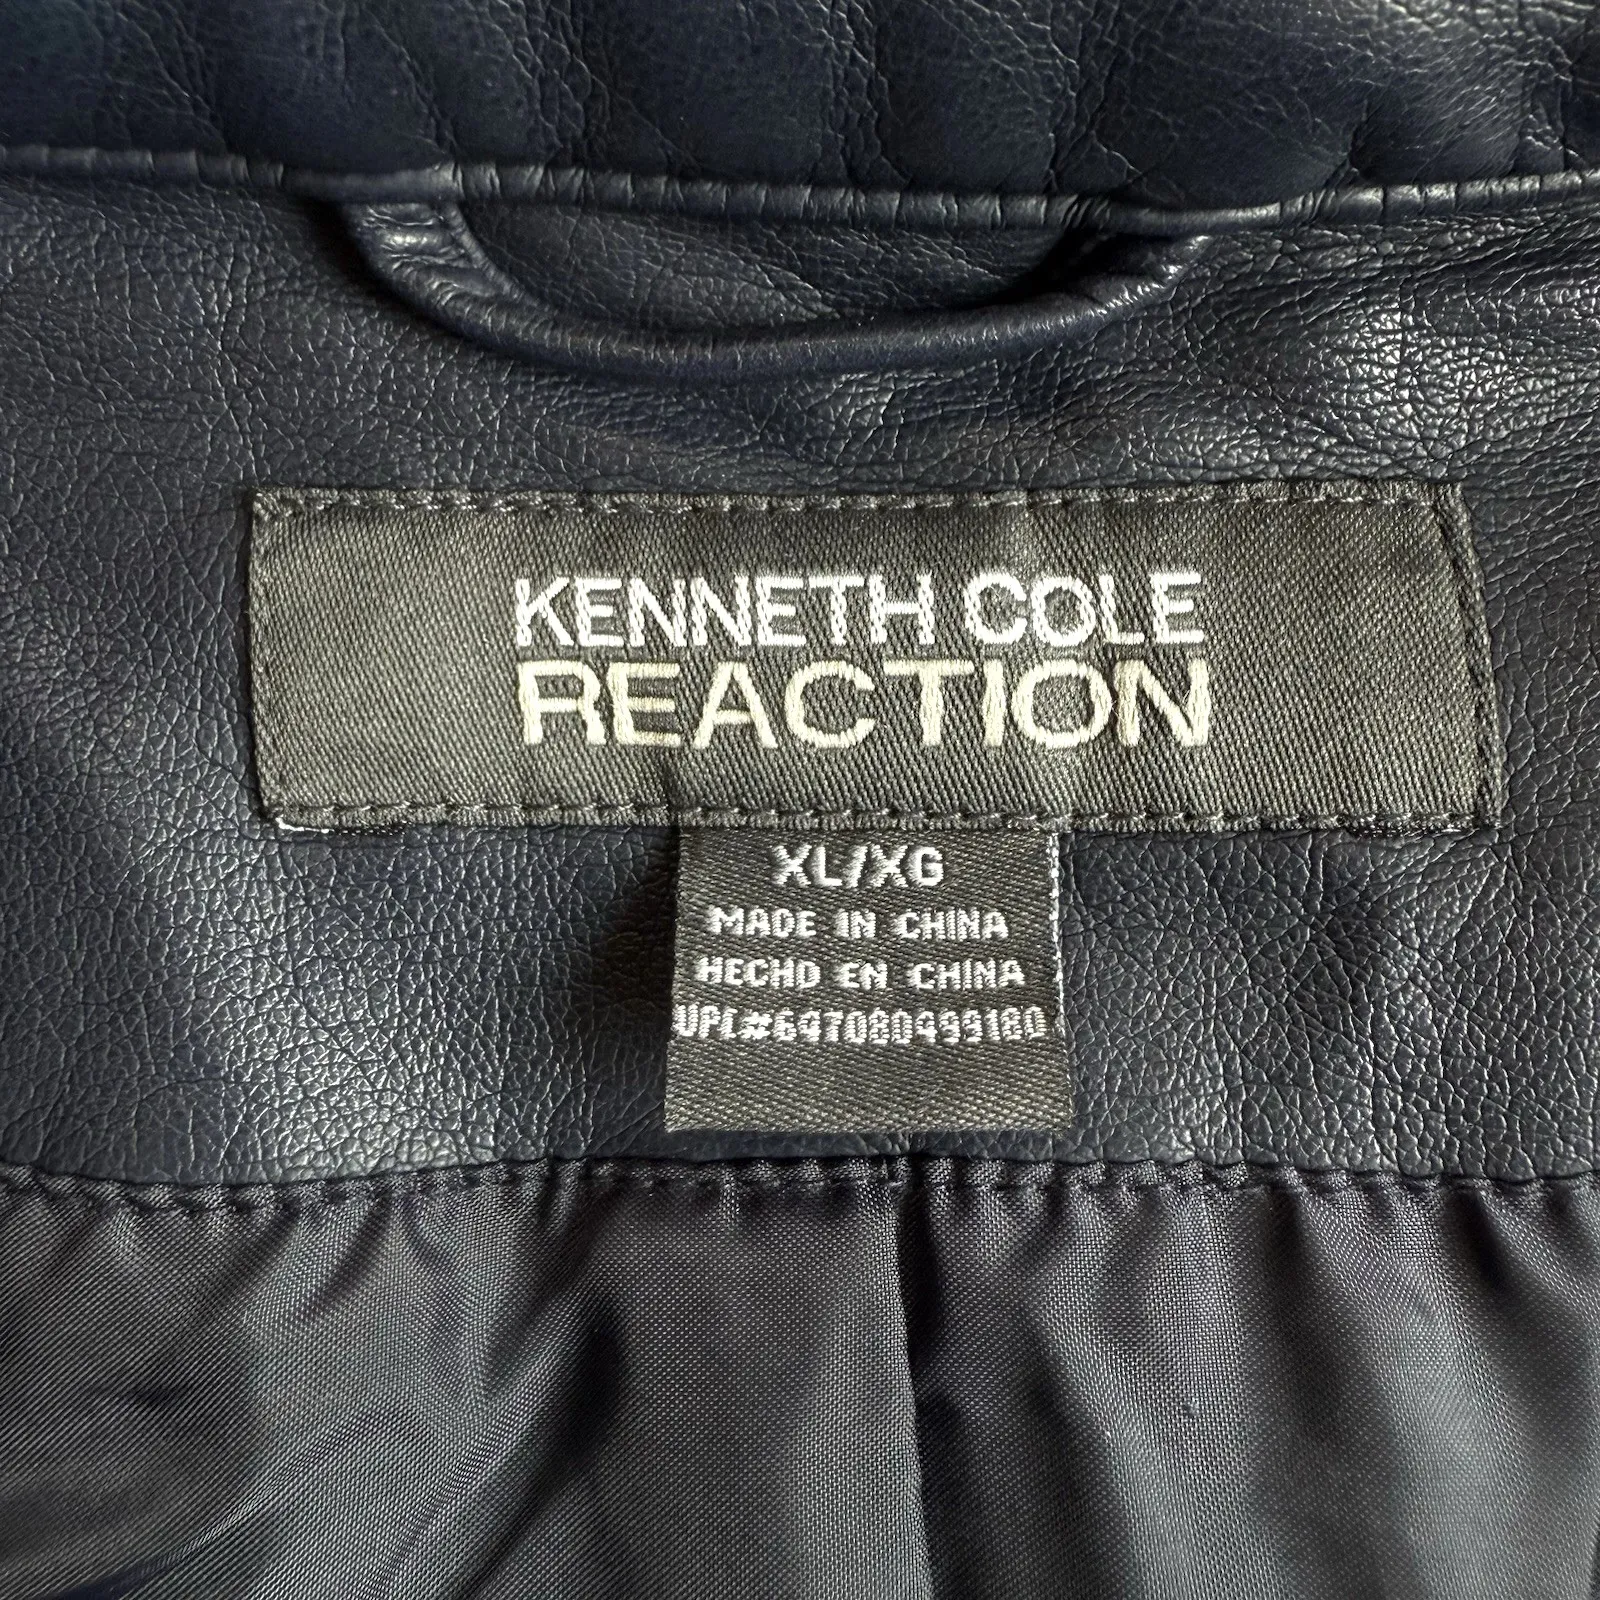 KENNETH COLE
REACTION
XL/XG
MADE IN CHINA
HECHO EN CHINA
UPC#647080499180